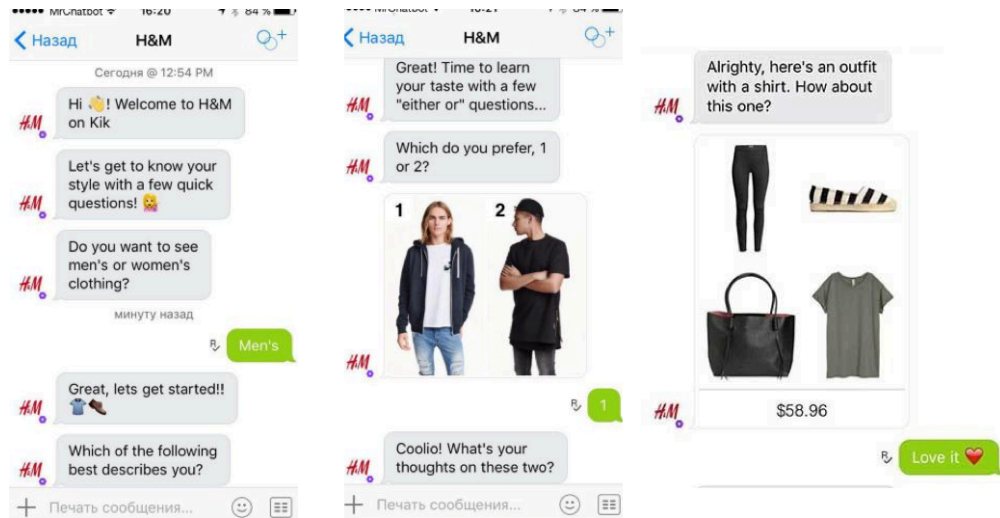 MrChatbot 16:20 84 %
Назад H&M
Сегодня @ 12:54 PM
Hi 👋! Welcome to H&M
on Kik
H&M
Let's get to know your
style with a few quick
questions! 💁
H&M
Do you want to see
men's or women's
clothing?
H&M
минуту назад
Men's
Great, lets get started!!
👕👞
H&M
Which of the following
best describes you?
H&M
Печать сообщения...
84 %
Назад H&M
Great! Time to learn
your taste with a few
"either or" questions...
H&M
Which do you prefer, 1
or 2?
H&M
1 2
H&M
1
Coolio! What's your
thoughts on these two?
H&M
Печать сообщения...
Alrighty, here's an outfit
with a shirt. How about
this one?
H&M
$58.96
H&M
Love it ❤️